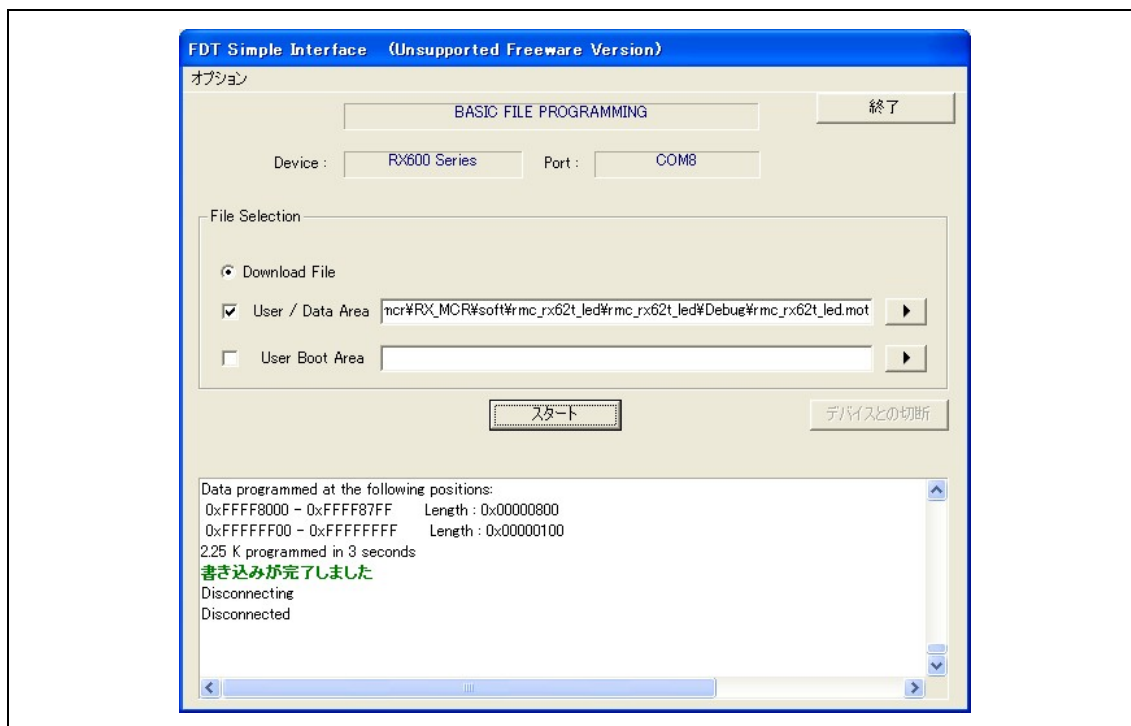 FDT Simple Interface (Unsupported Freeware Version)
オプション
BASIC FILE PROGRAMMING
終了
Device : RX600 Series Port : COM8
File Selection
Download File
User / Data Area mcr¥RX_MCR¥soft¥rmc_rx62t_led¥rmc_rx62t_led¥Debug¥rmc_rx62t_led.mot
User Boot Area
スタート
デバイスとの切断
Data programmed at the following positions:
0xFFFF8000 - 0xFFFF87FF Length : 0x00000800
0xFFFFFF00 - 0xFFFFFFFF Length : 0x00000100
2.25 K programmed in 3 seconds
書き込みが完了しました
Disconnecting
Disconnected